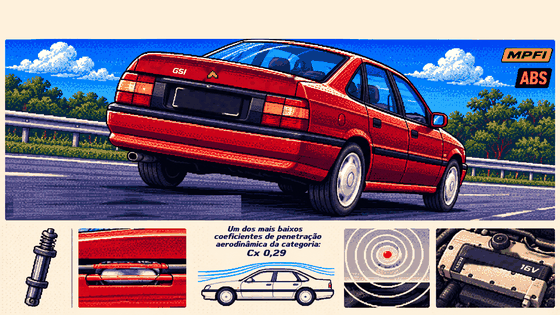 MPFI
ABS
GSi
Um dos mais baixos
coeficientes de penetração
aerodinâmica da categoria:
Cx 0,29
16V